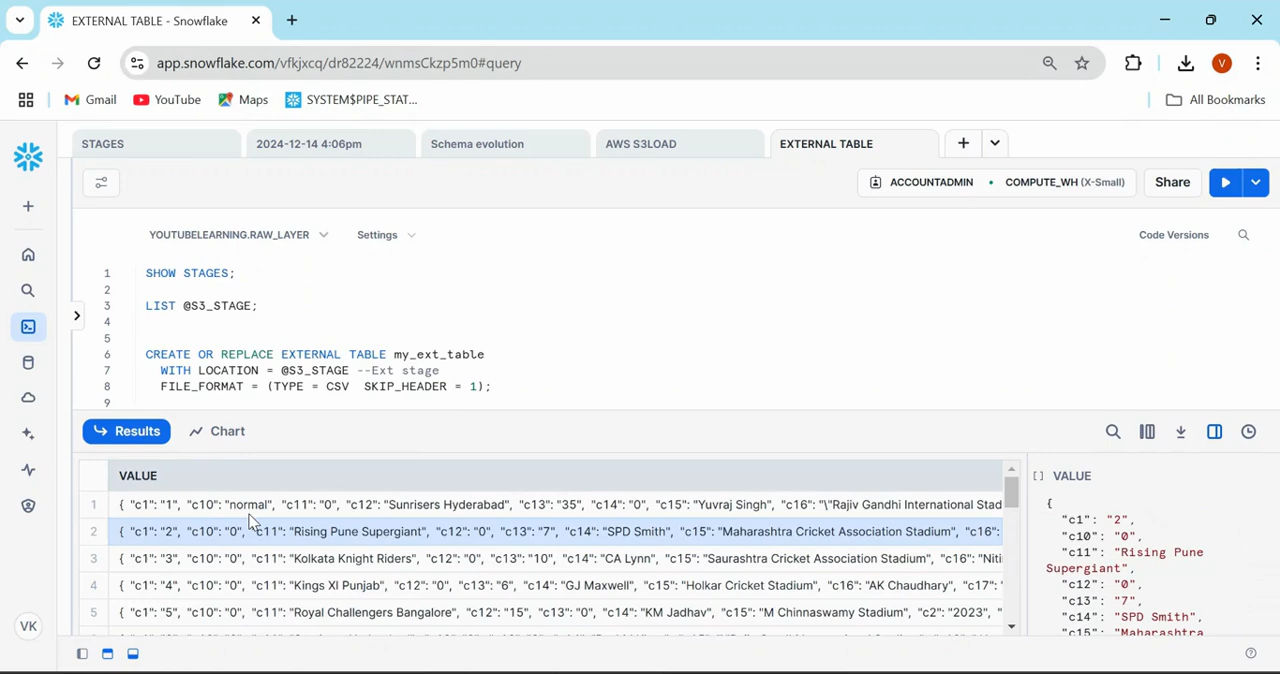 EXTERNAL TABLE - Snowflake
app.snowflake.com/vfkjxcq/dr82224/wnmsCkzp5m0#query
V
Gmail
YouTube
Maps
SYSTEM$PIPE_STAT...
All Bookmarks
STAGES
2024-12-14 4:06pm
Schema evolution
AWS S3LOAD
EXTERNAL TABLE
ACCOUNTADMIN • COMPUTE_WH (X-Small)
Share
YOUTUBELEARNING.RAW_LAYER
Settings
Code Versions
1 SHOW STAGES;
2
3 LIST @S3_STAGE;
4
5
6 CREATE OR REPLACE EXTERNAL TABLE my_ext_table
7 WITH LOCATION = @S3_STAGE --Ext stage
8 FILE_FORMAT = (TYPE = CSV SKIP_HEADER = 1);
9
Results
Chart
VALUE
1 { "c1": "1", "c10": "normal", "c11": "0", "c12": "Sunrisers Hyderabad", "c13": "35", "c14": "0", "c15": "Yuvraj Singh", "c16": "\"Rajiv Gandhi International Stad
2 { "c1": "2", "c10": "0", "c11": "Rising Pune Supergiant", "c12": "0", "c13": "7", "c14": "SPD Smith", "c15": "Maharashtra Cricket Association Stadium", "c16":
3 { "c1": "3", "c10": "0", "c11": "Kolkata Knight Riders", "c12": "0", "c13": "10", "c14": "CA Lynn", "c15": "Saurashtra Cricket Association Stadium", "c16": "Niti
4 { "c1": "4", "c10": "0", "c11": "Kings XI Punjab", "c12": "0", "c13": "6", "c14": "GJ Maxwell", "c15": "Holkar Cricket Stadium", "c16": "AK Chaudhary", "c17": "
5 { "c1": "5", "c10": "0", "c11": "Royal Challengers Bangalore", "c12": "15", "c13": "0", "c14": "KM Jadhav", "c15": "M Chinnaswamy Stadium", "c2": "2023", "
[] VALUE
{
"c1": "2",
"c10": "0",
"c11": "Rising Pune
Supergiant",
"c12": "0",
"c13": "7",
"c14": "SPD Smith",
"c15": "Maharashtra
VK